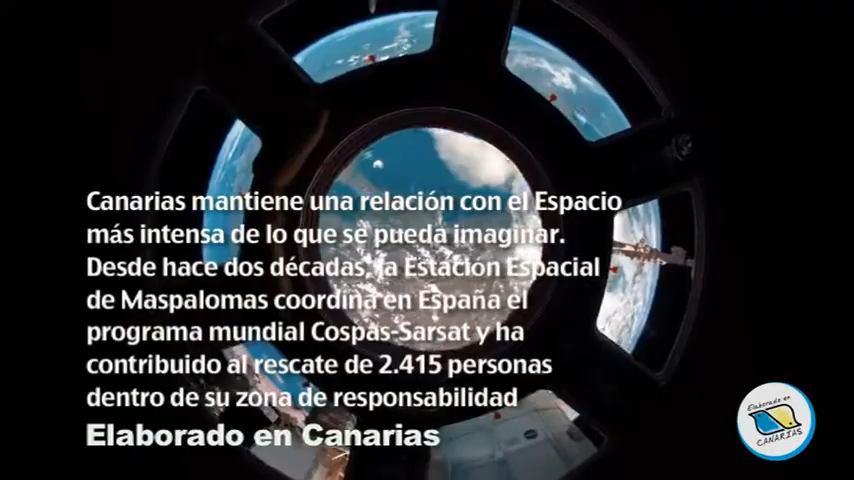 Canarias mantiene una relación con el Espacio
más intensa de lo que se pueda imaginar.
Desde hace dos décadas, la Estación Espacial
de Maspalomas coordina en España el
programa mundial Cospas-Sarsat y ha
contribuido al rescate de 2.415 personas
dentro de su zona de responsabilidad
Elaborado en Canarias
Elaborado en
CANARIAS